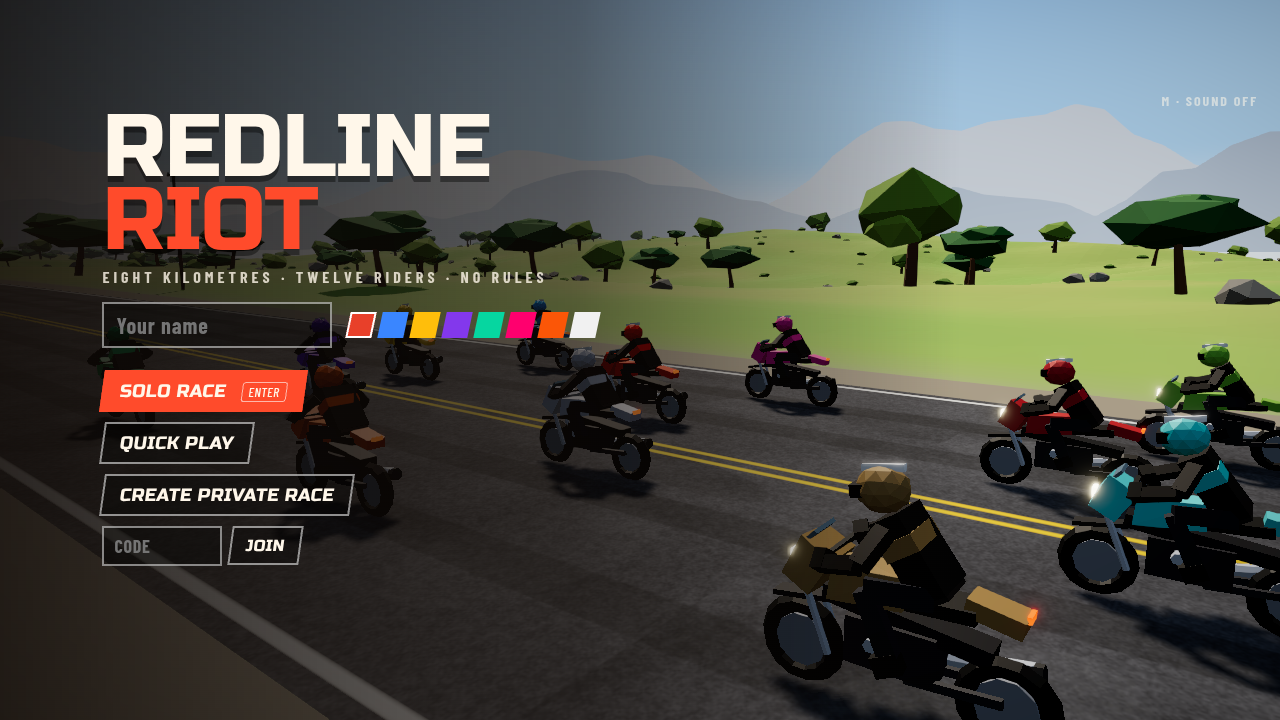 M · SOUND OFF
REDLINE
RIOT
EIGHT KILOMETRES · TWELVE RIDERS · NO RULES
Your name
SOLO RACE ENTER
QUICK PLAY
CREATE PRIVATE RACE
CODE JOIN